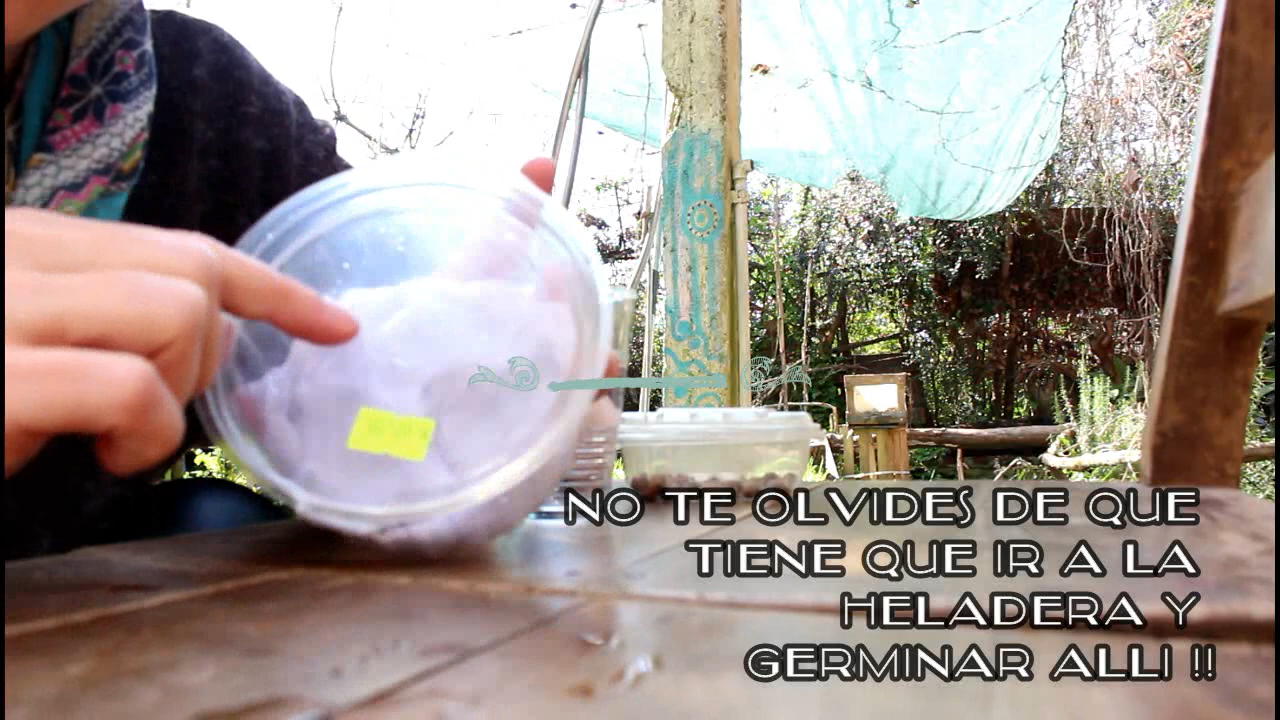 NO TE OLVIDES DE QUE
TIENE QUE IR A LA
HELADERA Y
GERMINAR ALLI !!